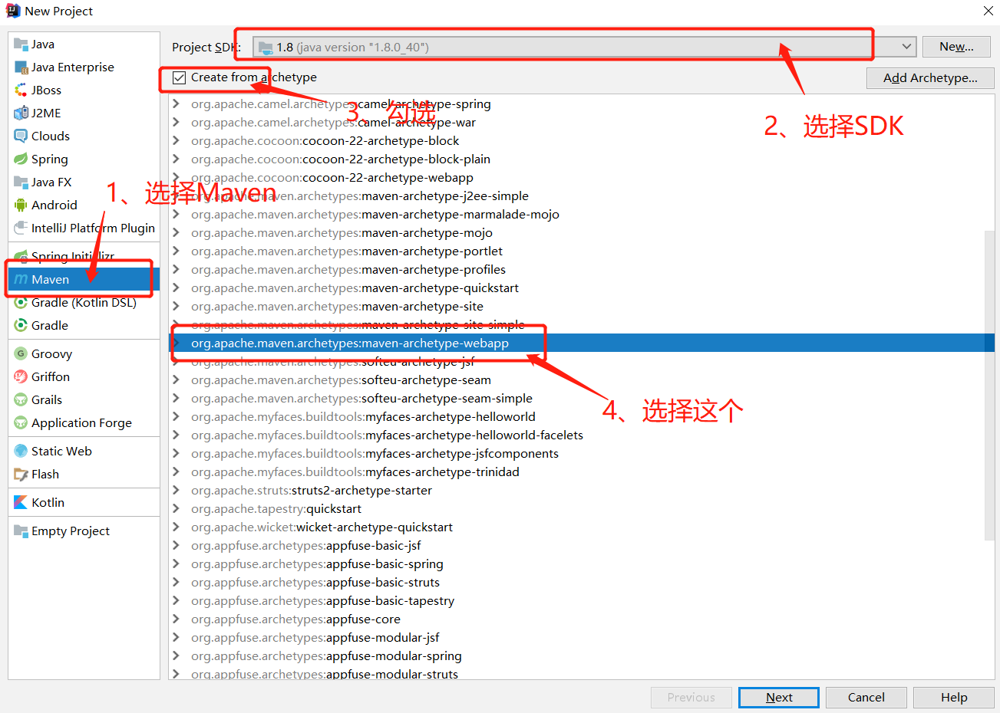 New Project
Java
Java Enterprise
JBoss
J2ME
Clouds
Spring
Java FX
Android
IntelliJ Platform Plugin
Spring Initializr
Maven
Gradle (Kotlin DSL)
Gradle
Groovy
Griffon
Grails
Application Forge
Static Web
Flash
Kotlin
Empty Project
1、选择Maven
Project SDK:
1.8 (java version "1.8.0_40")
New...
Create from archetype
Add Archetype...
2、选择SDK
3、勾选
org.apache.camel.archetypes:camel-archetype-spring
org.apache.camel.archetypes:camel-archetype-war
org.apache.cocoon:cocoon-22-archetype-block
org.apache.cocoon:cocoon-22-archetype-block-plain
org.apache.cocoon:cocoon-22-archetype-webapp
org.apache.maven.archetypes:maven-archetype-j2ee-simple
org.apache.maven.archetypes:maven-archetype-marmalade-mojo
org.apache.maven.archetypes:maven-archetype-mojo
org.apache.maven.archetypes:maven-archetype-portlet
org.apache.maven.archetypes:maven-archetype-profiles
org.apache.maven.archetypes:maven-archetype-quickstart
org.apache.maven.archetypes:maven-archetype-site
org.apache.maven.archetypes:maven-archetype-site-simple
org.apache.maven.archetypes:maven-archetype-webapp
org.apache.maven.archetypes:softeu-archetype-jsf
org.apache.maven.archetypes:softeu-archetype-seam
org.apache.maven.archetypes:softeu-archetype-seam-simple
4、选择这个
org.apache.myfaces.buildtools:myfaces-archetype-helloworld
org.apache.myfaces.buildtools:myfaces-archetype-helloworld-facelets
org.apache.myfaces.buildtools:myfaces-archetype-jsfcomponents
org.apache.myfaces.buildtools:myfaces-archetype-trinidad
org.apache.struts:struts2-archetype-starter
org.apache.tapestry:quickstart
org.apache.wicket:wicket-archetype-quickstart
org.appfuse.archetypes:appfuse-basic-jsf
org.appfuse.archetypes:appfuse-basic-spring
org.appfuse.archetypes:appfuse-basic-struts
org.appfuse.archetypes:appfuse-basic-tapestry
org.appfuse.archetypes:appfuse-core
org.appfuse.archetypes:appfuse-modular-jsf
org.appfuse.archetypes:appfuse-modular-spring
org.appfuse.archetypes:appfuse-modular-struts
Previous
Next
Cancel
Help